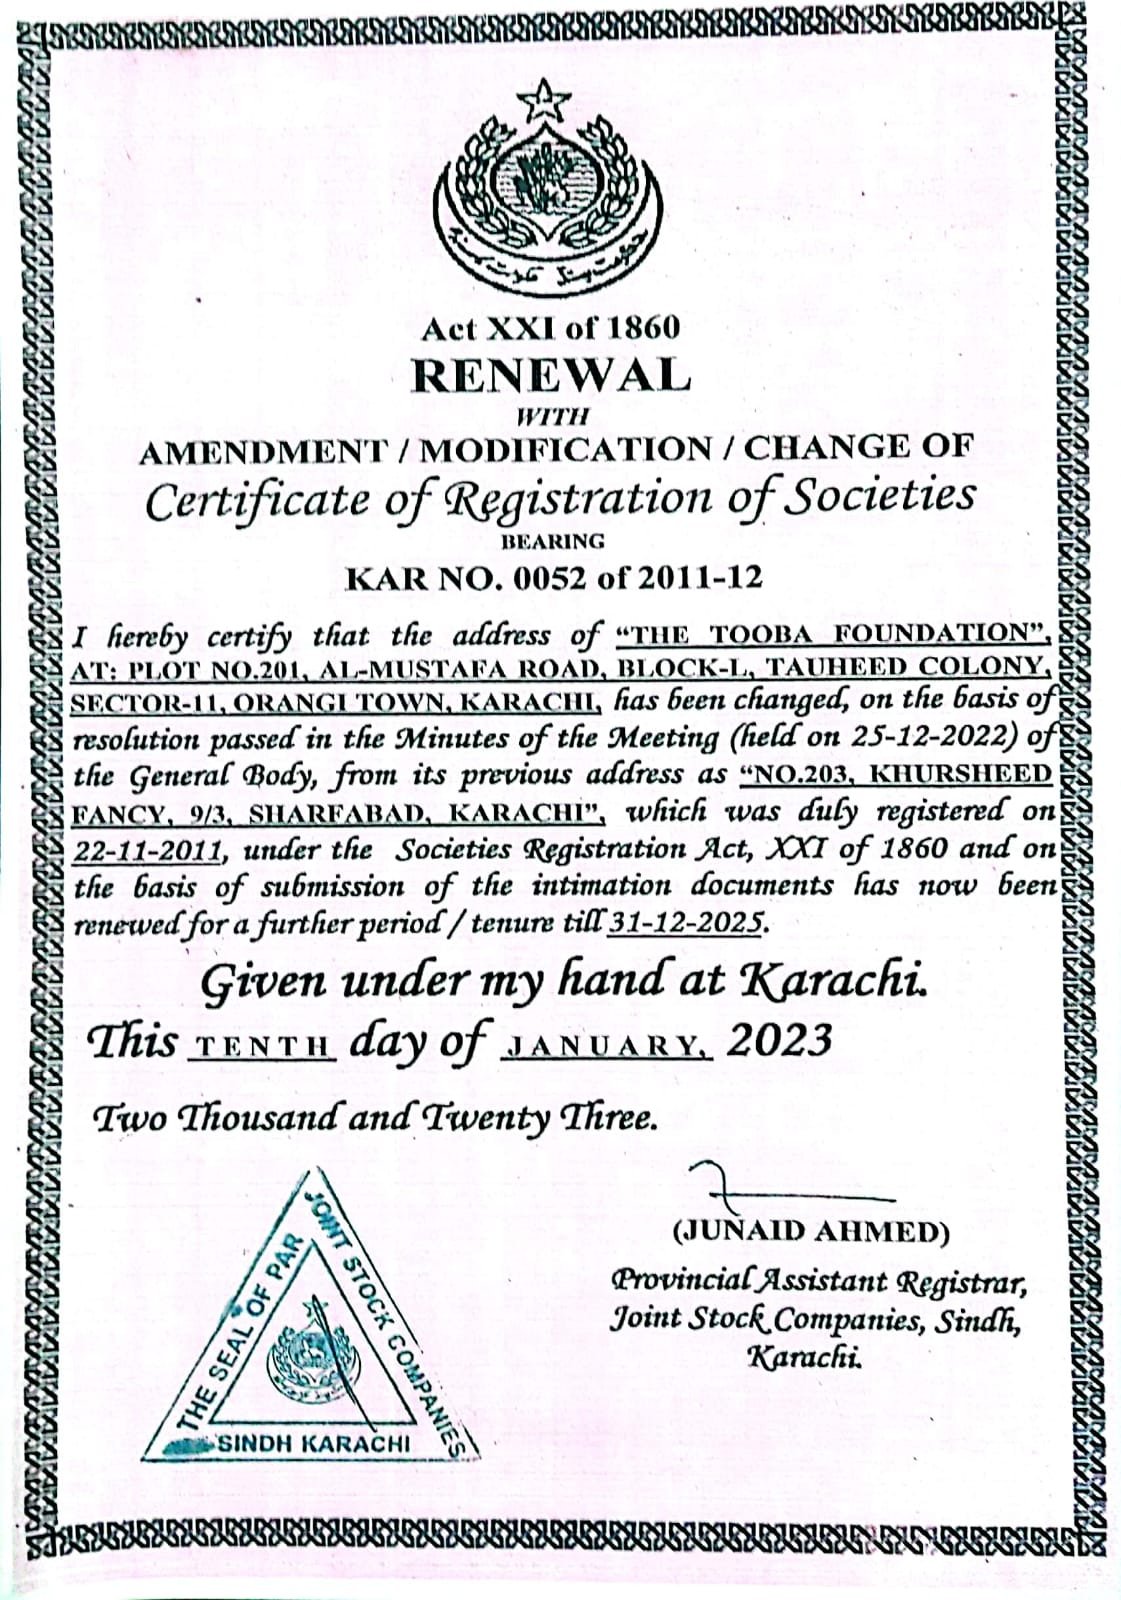 Act XXI of 1860
RENEWAL
WITH
AMENDMENT / MODIFICATION / CHANGE OF
Certificate of Registration of Societies
BEARING
KAR NO. 0052 of 2011-12
I hereby certify that the address of “THE TOOBA FOUNDATION”,
AT: PLOT NO.201, AL-MUSTAFA ROAD, BLOCK-L, TAUHEED COLONY,
SECTOR-11, ORANGI TOWN, KARACHI, has been changed, on the basis of
resolution passed in the Minutes of the Meeting (held on 25-12-2022) of
the General Body, from its previous address as “NO.203, KHURSHEED
FANCY, 9/3, SHARFABAD, KARACHI”, which was duly registered on
22-11-2011, under the Societies Registration Act, XXI of 1860 and on
the basis of submission of the intimation documents has now been
renewed for a further period / tenure till 31-12-2025.
Given under my hand at Karachi.
This TENTH day of JANUARY, 2023
Two Thousand and Twenty Three.
(JUNAID AHMED)
Provincial Assistant Registrar,
Joint Stock Companies, Sindh,
Karachi.
THE SEAL OF PAR
JOINT STOCK COMPANIES
SINDH KARACHI